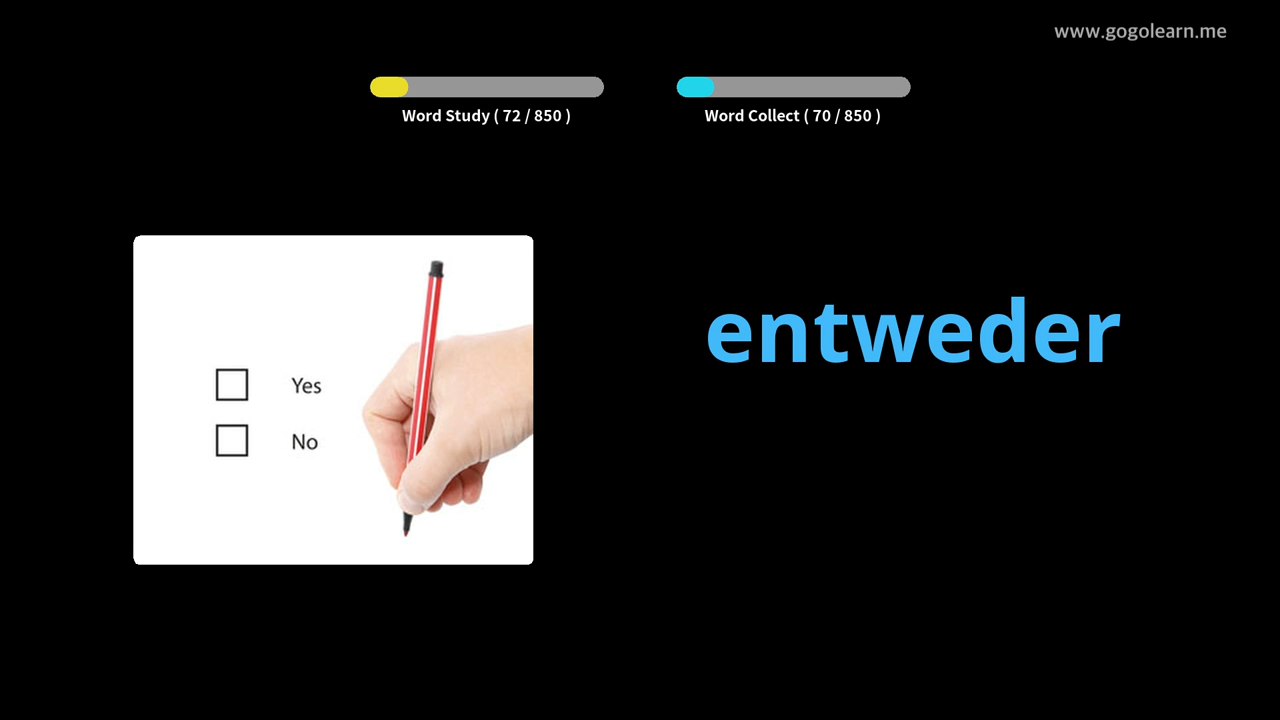 www.gogolearn.me
Word Study ( 72 / 850 )
Word Collect ( 70 / 850 )
Yes
No
entweder